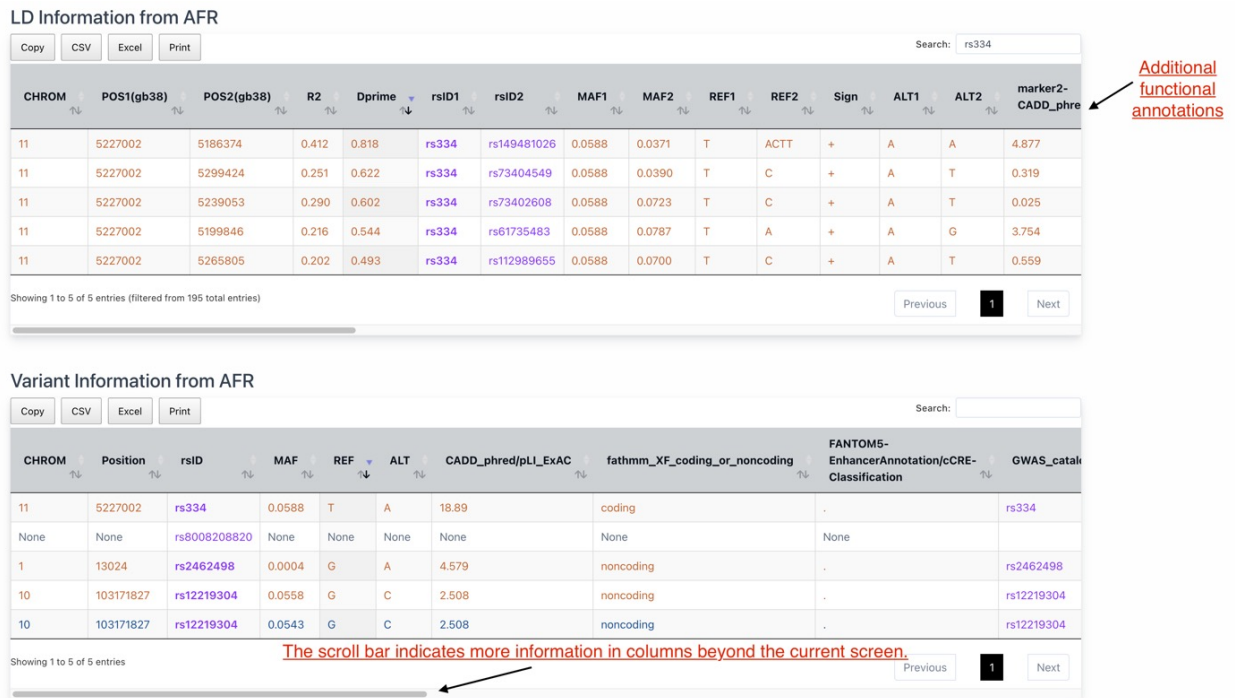 LD Information from AFR
Copy CSV Excel Print Search: rs334
Additional
functional
annotations
CHROM POS1(gb38) POS2(gb38) R2 Dprime rsID1 rsID2 MAF1 MAF2 REF1 REF2 Sign ALT1 ALT2 marker2-
CADD_phre
11 5227002 5186374 0.412 0.818 rs334 rs149481026 0.0588 0.0371 T ACTT + A A 4.877
11 5227002 5299424 0.251 0.622 rs334 rs73404549 0.0588 0.0390 T C + A T 0.319
11 5227002 5239053 0.290 0.602 rs334 rs73402608 0.0588 0.0723 T C + A T 0.025
11 5227002 5199846 0.216 0.544 rs334 rs61735483 0.0588 0.0787 T A + A G 3.754
11 5227002 5265805 0.202 0.493 rs334 rs112989655 0.0588 0.0700 T C + A T 0.559
Showing 1 to 5 of 5 entries (filtered from 195 total entries)
Previous 1 Next
Variant Information from AFR
Copy CSV Excel Print Search:
FANTOM5-
CHROM Position rsID MAF REF ALT CADD_phred/pLI_ExAC fathmm_XF_coding_or_noncoding EnhancerAnnotation/cCRE- GWAS_catal
Classification
11 5227002 rs334 0.0588 T A 18.89 coding . rs334
None None rs8008208820 None None None None None None
1 13024 rs2462498 0.0004 G A 4.579 noncoding . rs2462498
10 103171827 rs12219304 0.0558 G C 2.508 noncoding . rs12219304
10 103171827 rs12219304 0.0543 G C 2.508 noncoding . rs12219304
The scroll bar indicates more information in columns beyond the current screen.
Showing 1 to 5 of 5 entries
Previous 1 Next